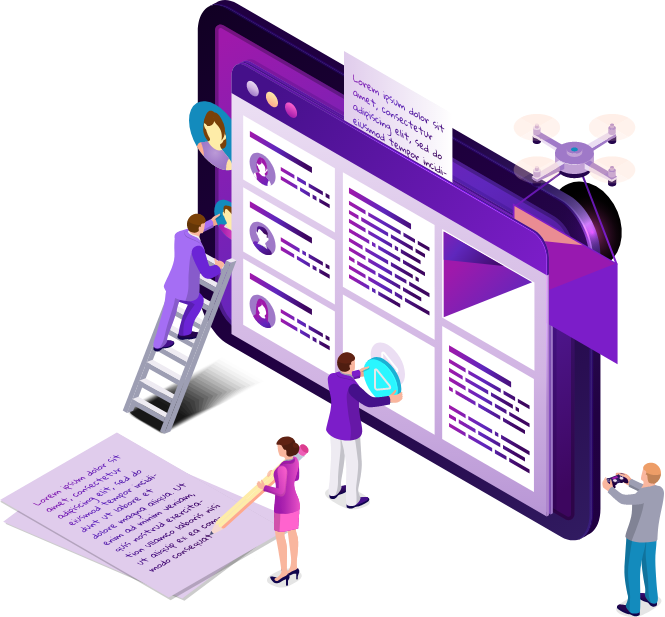 Lorem ipsum dolor sit
amet, consectetur
adipiscing elit, sed do
eiusmod tempor incidi-
Lorem ipsum dolor sit
amet, consectetur
adipiscing elit, sed do
eiusmod tempor incidi-
dunt ut labore et
dolore magna aliqua. Ut
enim ad minim veniam,
quis nostrud exercita-
tion ullamco laboris nisi
ut aliquip ex ea com-
modo consequat